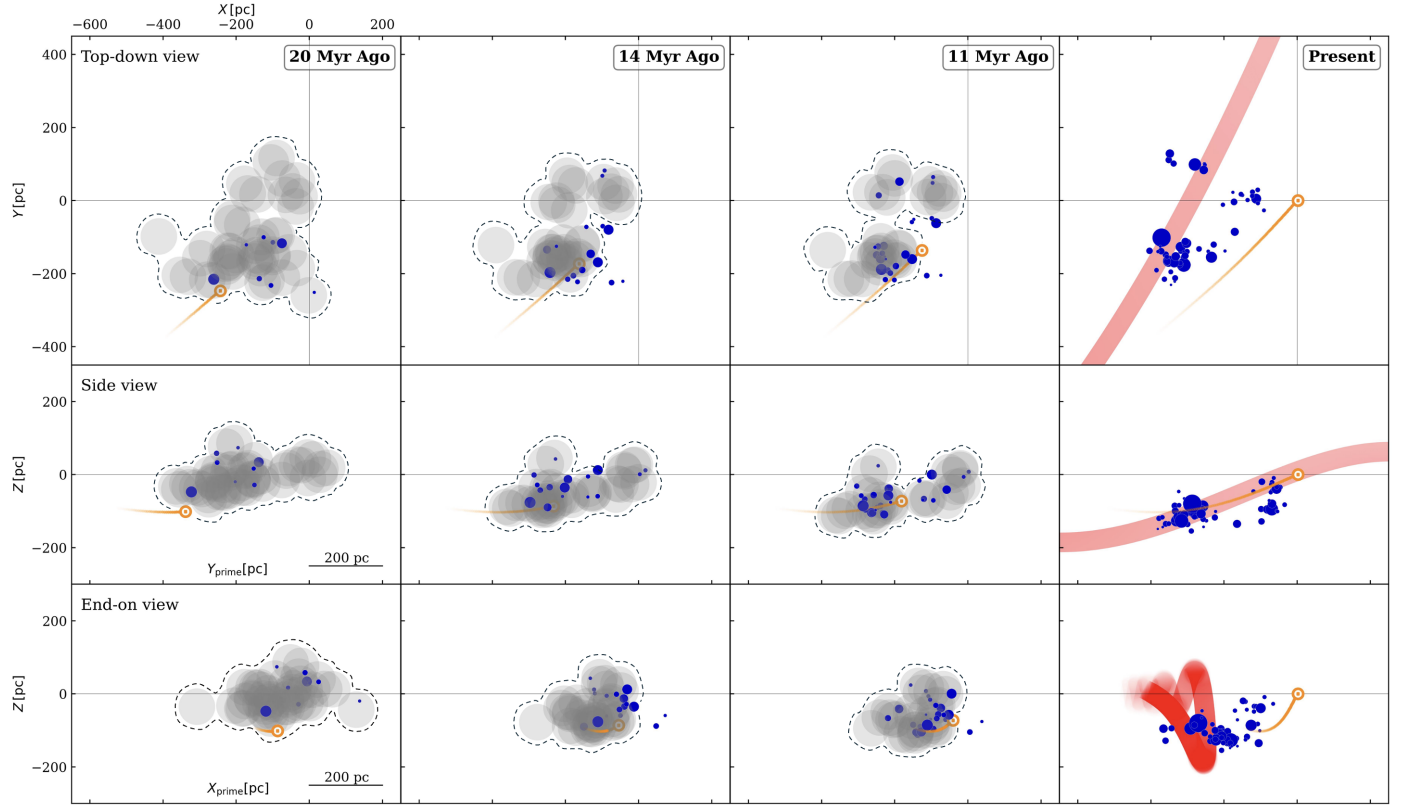 X [pc]
−600 −400 −200 0 200
Top-down view
20 Myr Ago
14 Myr Ago
11 Myr Ago
Present
400
200
0
−200
−400
Y [pc]
Side view
200
0
−200
Z [pc]
Yprime[pc]
200 pc
End-on view
200
0
−200
Z [pc]
Xprime[pc]
200 pc